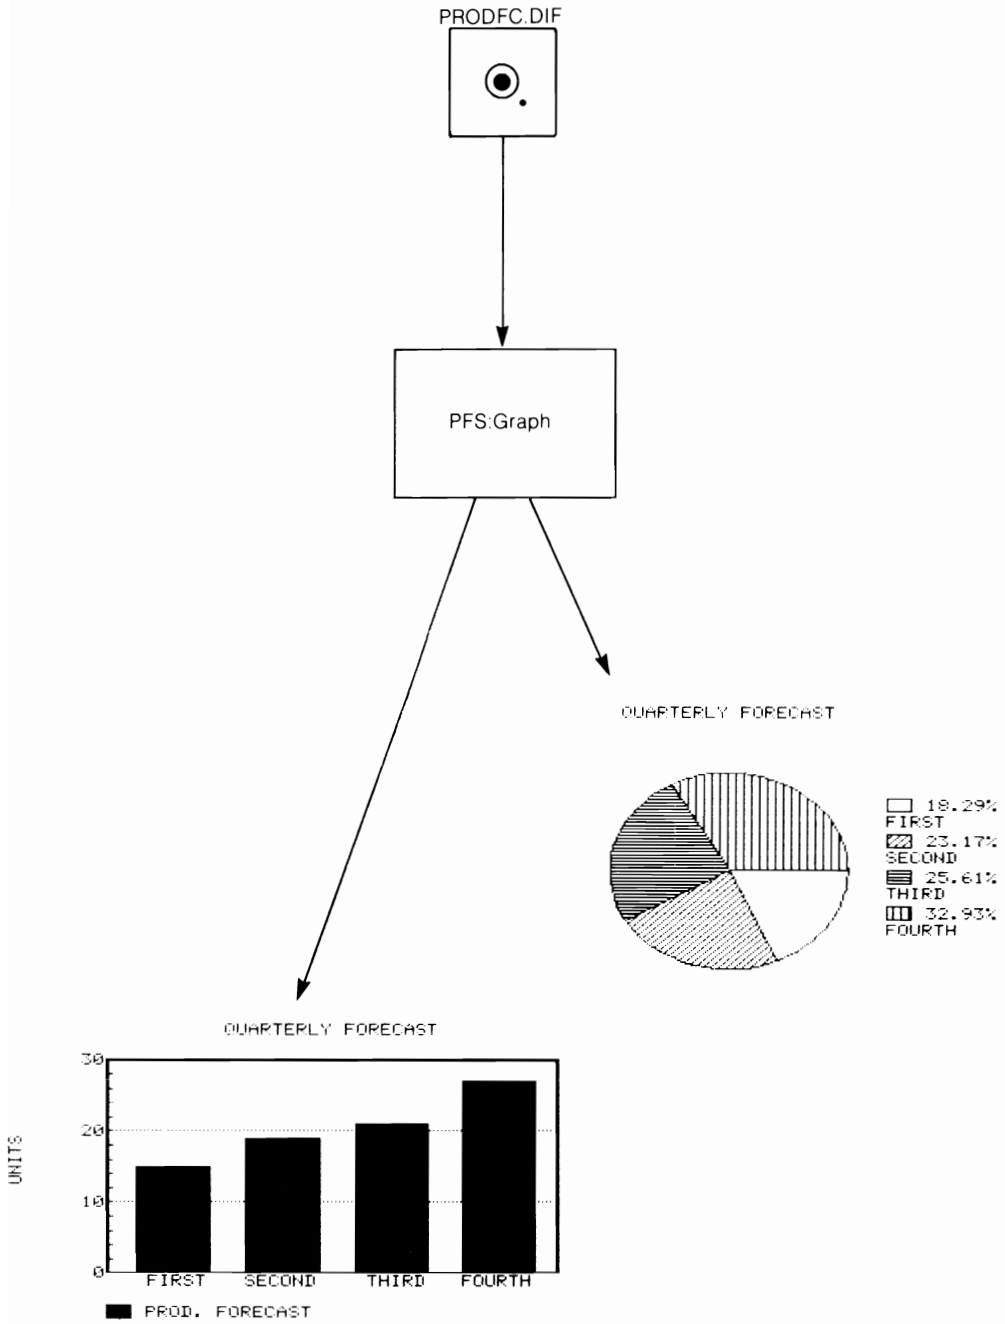 PRODFC.DIF
PFS:Graph
QUARTERLY FORECAST
18.29%
FIRST
23.17%
SECOND
25.61%
THIRD
32.93%
FOURTH
QUARTERLY FORECAST
30
20
10
0
UNITS
FIRST SECOND THIRD FOURTH
PROD. FORECAST